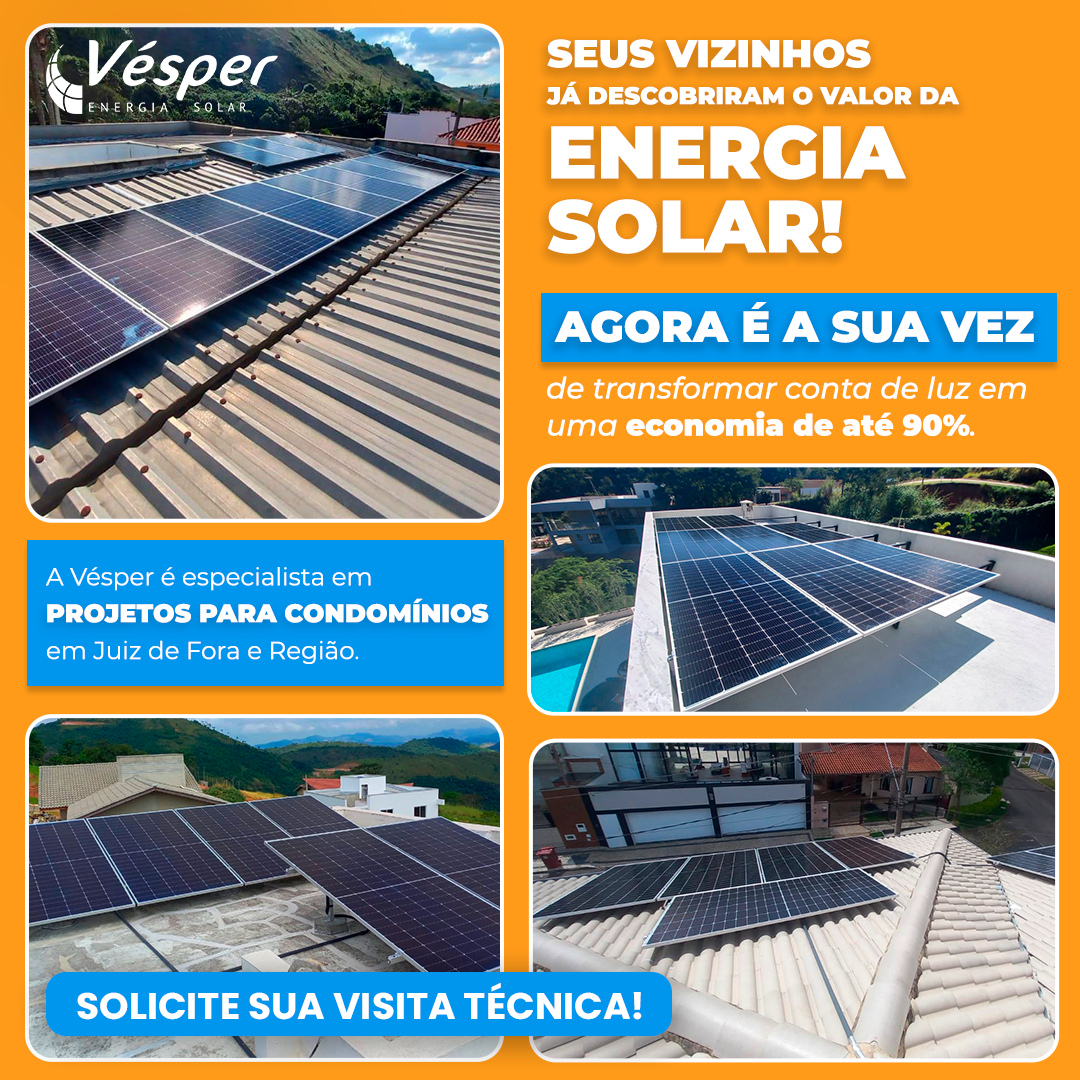 Vésper
ENERGIA SOLAR
SEUS VIZINHOS
JÁ DESCOBRIRAM O VALOR DA
ENERGIA
SOLAR!
AGORA É A SUA VEZ
de transformar conta de luz em
uma economia de até 90%.
A Vésper é especialista em
PROJETOS PARA CONDOMÍNIOS
em Juiz de Fora e Região.
SOLICITE SUA VISITA TÉCNICA!